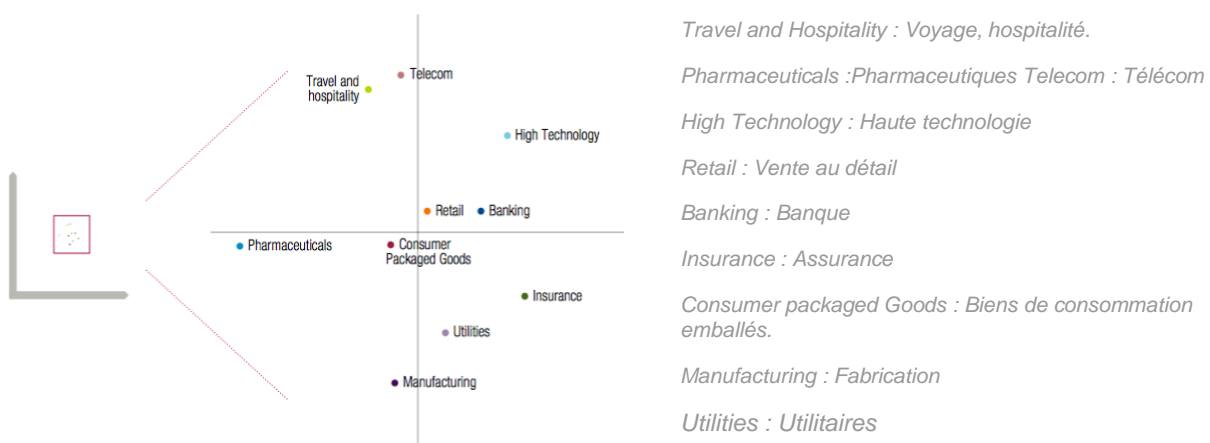 Telecom
Travel and
hospitality
High Technology
Retail
Banking
Pharmaceuticals
Consumer
Packaged Goods
Insurance
Utilities
Manufacturing
Travel and Hospitality : Voyage, hospitalité.
Pharmaceuticals :Pharmaceutiques Telecom : Télécom
High Technology : Haute technologie
Retail : Vente au détail
Banking : Banque
Insurance : Assurance
Consumer packaged Goods : Biens de consommation
emballés.
Manufacturing : Fabrication
Utilities : Utilitaires